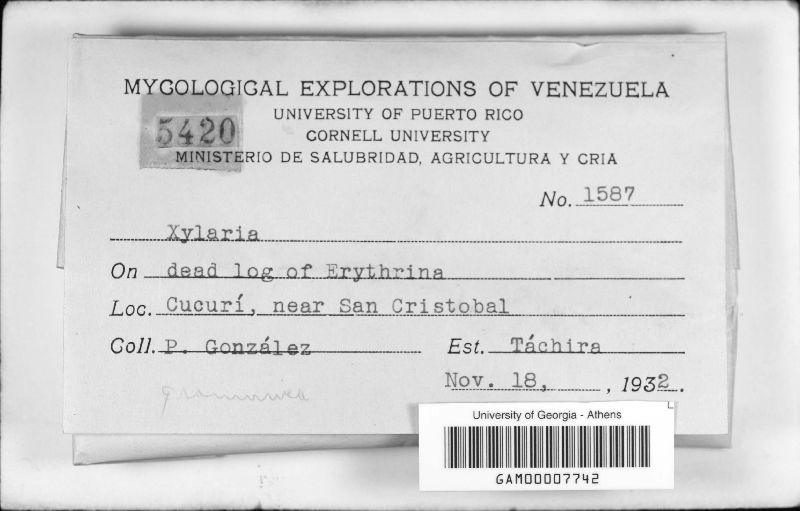 MYCOLOGICAL EXPLORATIONS OF VENEZUELA
UNIVERSITY OF PUERTO RICO
5420
CORNELL UNIVERSITY
MINISTERIO DE SALUBRIDAD, AGRICULTURA Y CRIA
No. 1587
Xylaria
On dead log of Erythrina
Loc. Cucurí, near San Cristobal
Coll. P. González Est. Táchira
Nov. 18, , 1932.
University of Georgia - Athens
GAM00007742